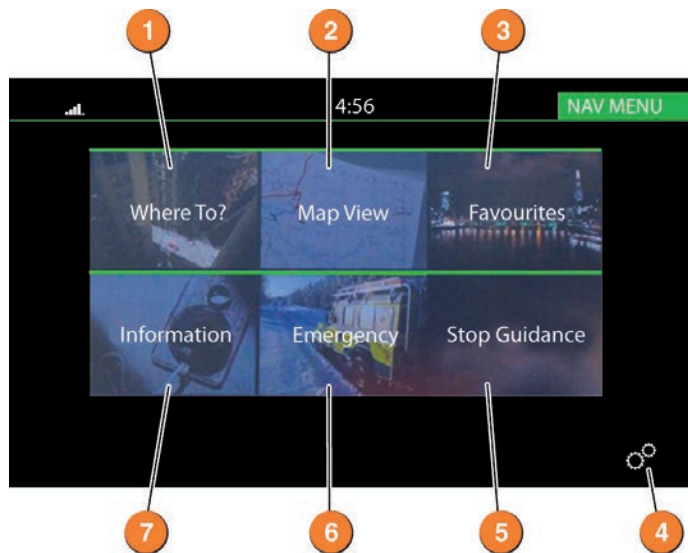 1 2 3
4:56 NAV MENU
Where To? Map View Favourites
Information Emergency Stop Guidance
7 6 5 4